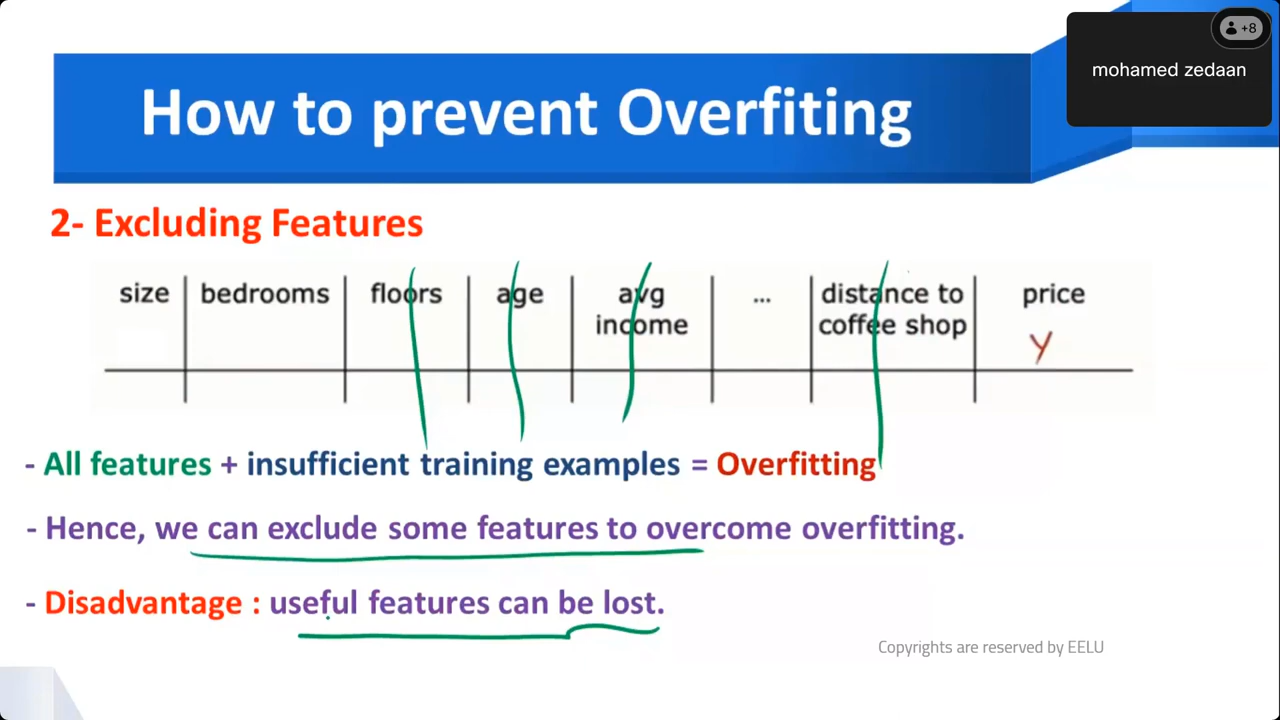 +8
mohamed zedaan
How to prevent Overfiting
2- Excluding Features
size bedrooms floors age avg income ... distance to coffee shop price
y
- All features + insufficient training examples = Overfitting
- Hence, we can exclude some features to overcome overfitting.
- Disadvantage : useful features can be lost.
Copyrights are reserved by EELU